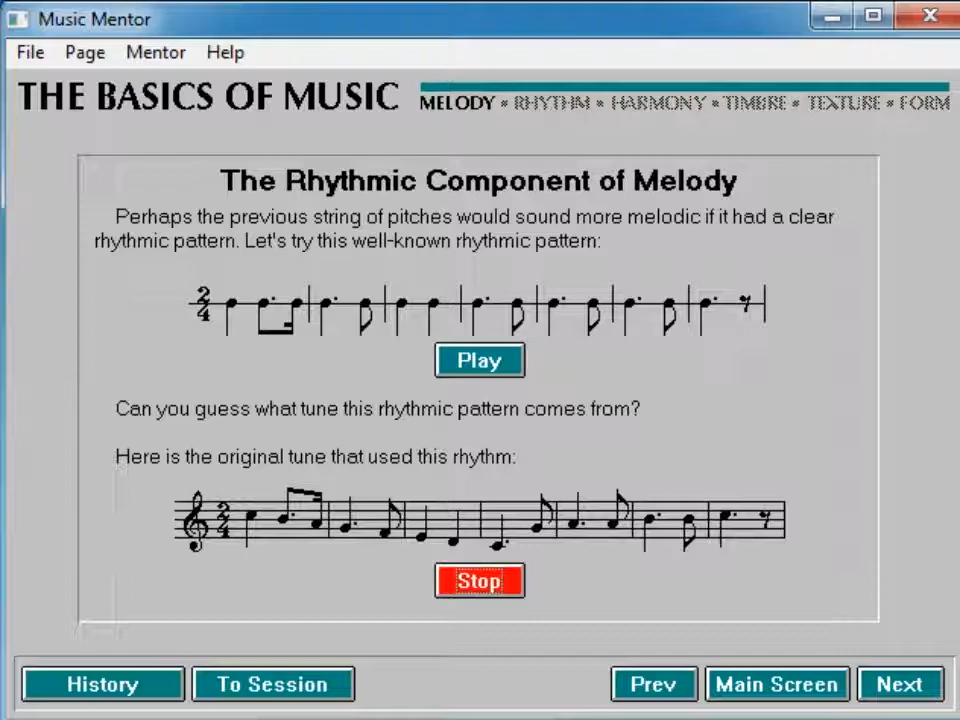 Music Mentor
File Page Mentor Help
THE BASICS OF MUSIC MELODY • RHYTHM • HARMONY • TIMBRE • TEXTURE • FORM
The Rhythmic Component of Melody
Perhaps the previous string of pitches would sound more melodic if it had a clear
rhythmic pattern. Let's try this well-known rhythmic pattern:
2
4
Play
Can you guess what tune this rhythmic pattern comes from?
Here is the original tune that used this rhythm:
2
4
Stop
History To Session Prev Main Screen Next